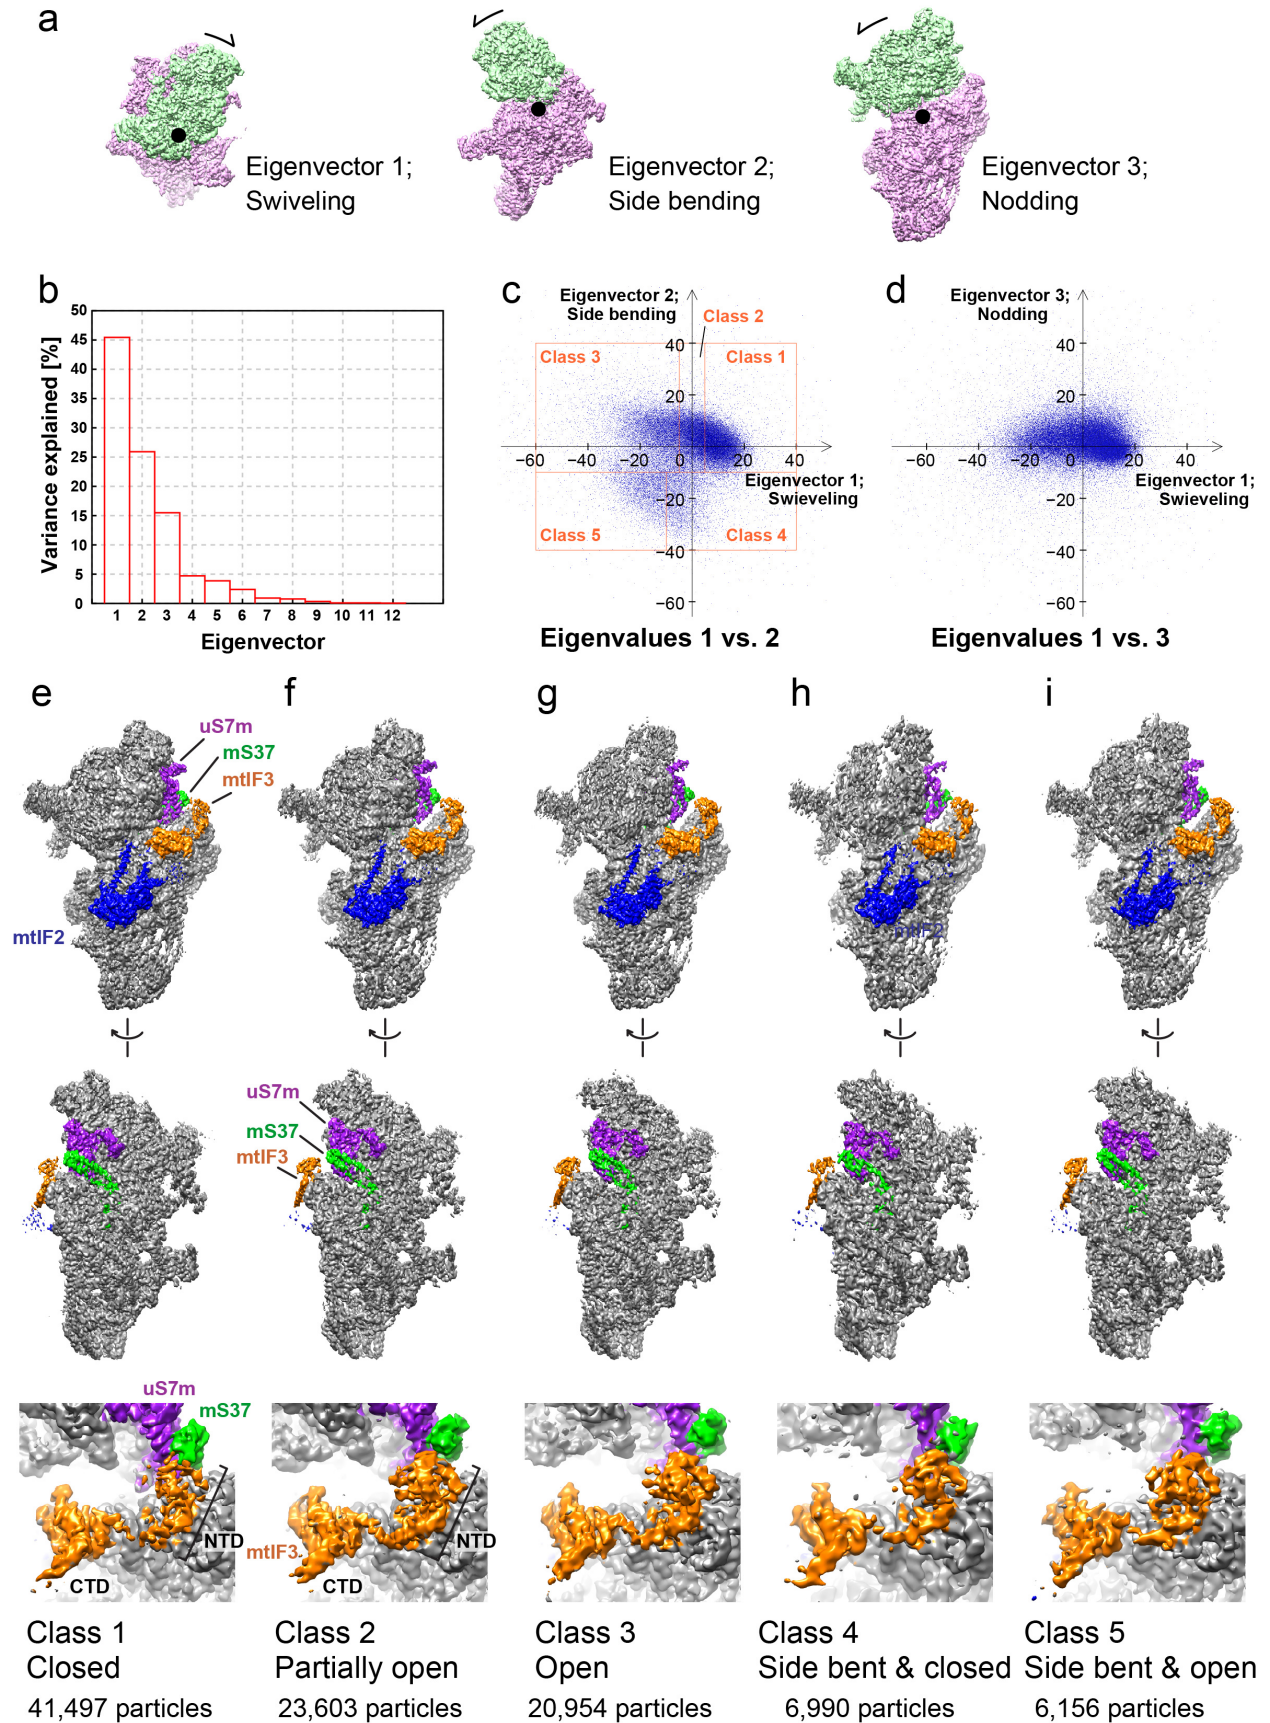 a
Eigenvector 1;
Swiveling
Eigenvector 2;
Side bending
Eigenvector 3;
Nodding
b
50
45
40
35
30
25
20
15
10
5
0
Variance explained [%]
1 2 3 4 5 6 7 8 9 10 11 12
Eigenvector
c
Eigenvector 2;
Side bending
Class 2
Class 3
Class 1
40
20
−60 −40 −20 0 20 40
Eigenvector 1;
Swieveling
−20
Class 5
Class 4
−40
−60
Eigenvalues 1 vs. 2
d
Eigenvector 3;
Nodding
40
20
−60 −40 −20 0 20 40
Eigenvector 1;
Swieveling
−20
−40
−60
Eigenvalues 1 vs. 3
e
uS7m
mS37
mtIF3
mtIF2
f
g
h
mtIF2
i
uS7m
mS37
mtIF3
uS7m
mS37
NTD
CTD
mtIF3
NTD
CTD
Class 1
Closed
41,497 particles
Class 2
Partially open
23,603 particles
Class 3
Open
20,954 particles
Class 4
Side bent & closed
6,990 particles
Class 5
Side bent & open
6,156 particles